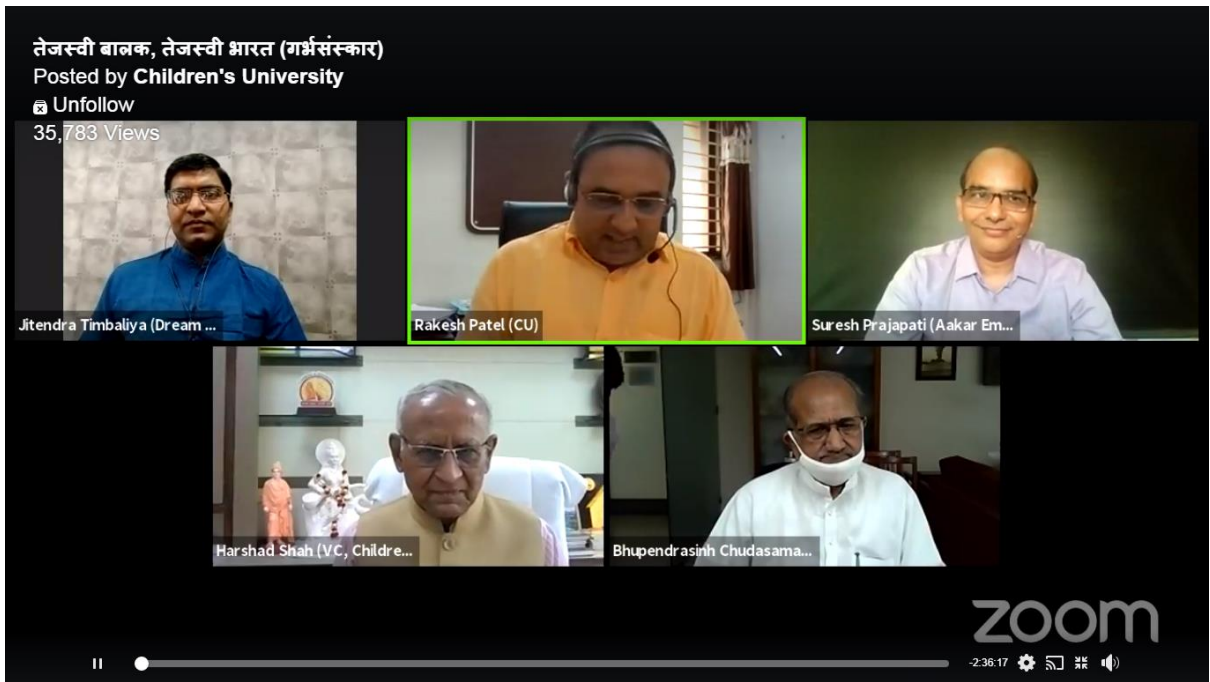 तेजस्वी बालक, तेजस्वी भारत (गर्भसंस्कार)
Posted by Children's University
Unfollow
35,783 Views
Jitendra Timbaliya (Dream ...
Rakesh Patel (CU)
Suresh Prajapati (Aakar Em...
Harshad Shah (VC, Childre...
Bhupendrasinh Chudasama...
zoom
-2:36:17